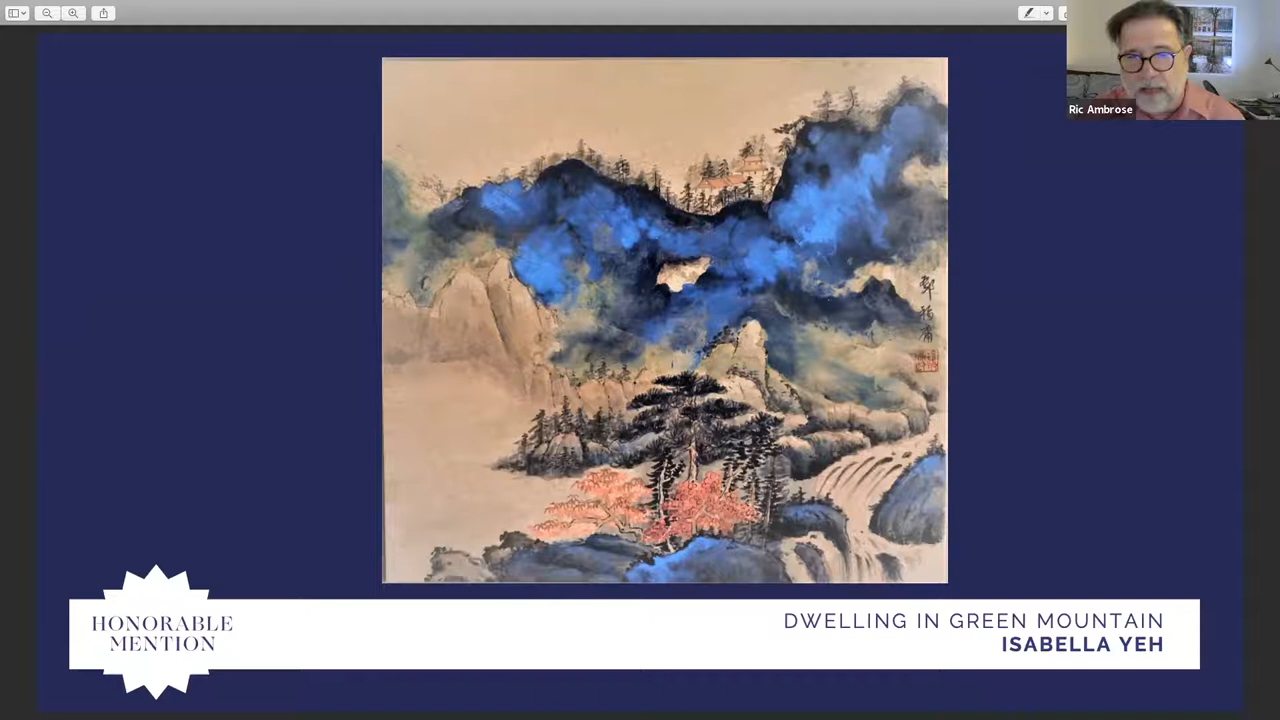 Ric Ambrose
HONORABLE
MENTION
DWELLING IN GREEN MOUNTAIN
ISABELLA YEH